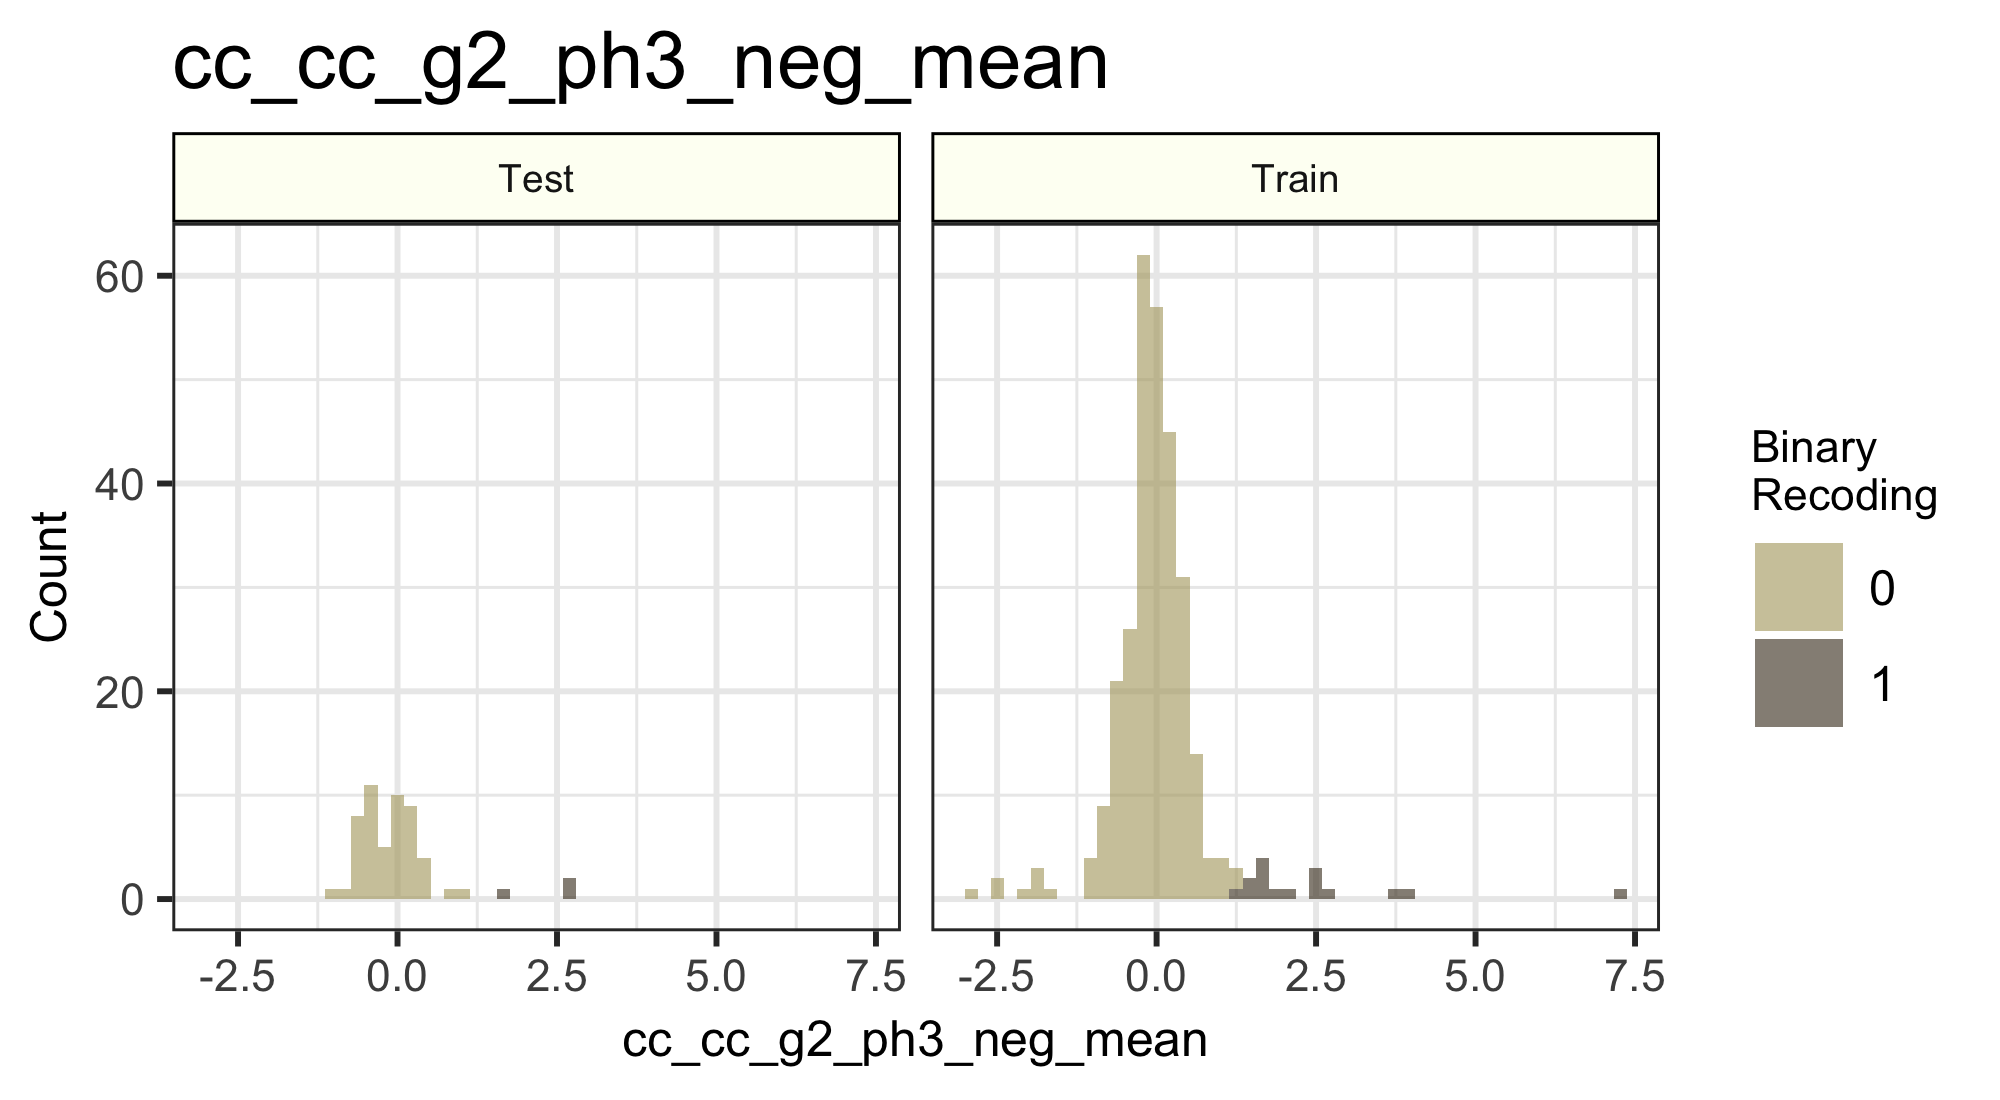 cc_cc_g2_ph3_neg_mean
Test
Train
60
40
20
0
Count
-2.5 0.0 2.5 5.0 7.5
-2.5 0.0 2.5 5.0 7.5
cc_cc_g2_ph3_neg_mean
Binary
Recoding
0
1